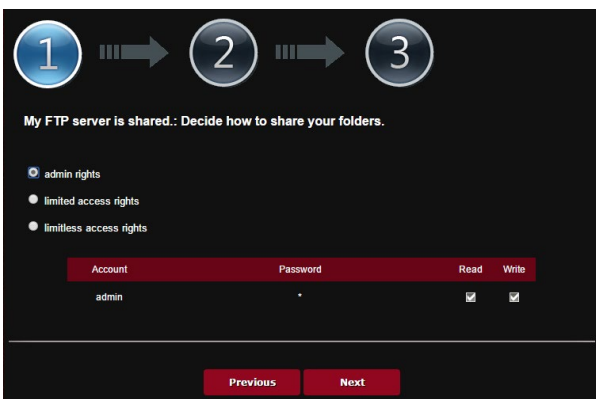 1 2 3
My FTP server is shared.: Decide how to share your folders.
admin rights
limited access rights
limitless access rights
Account Password Read Write
admin *
Previous Next